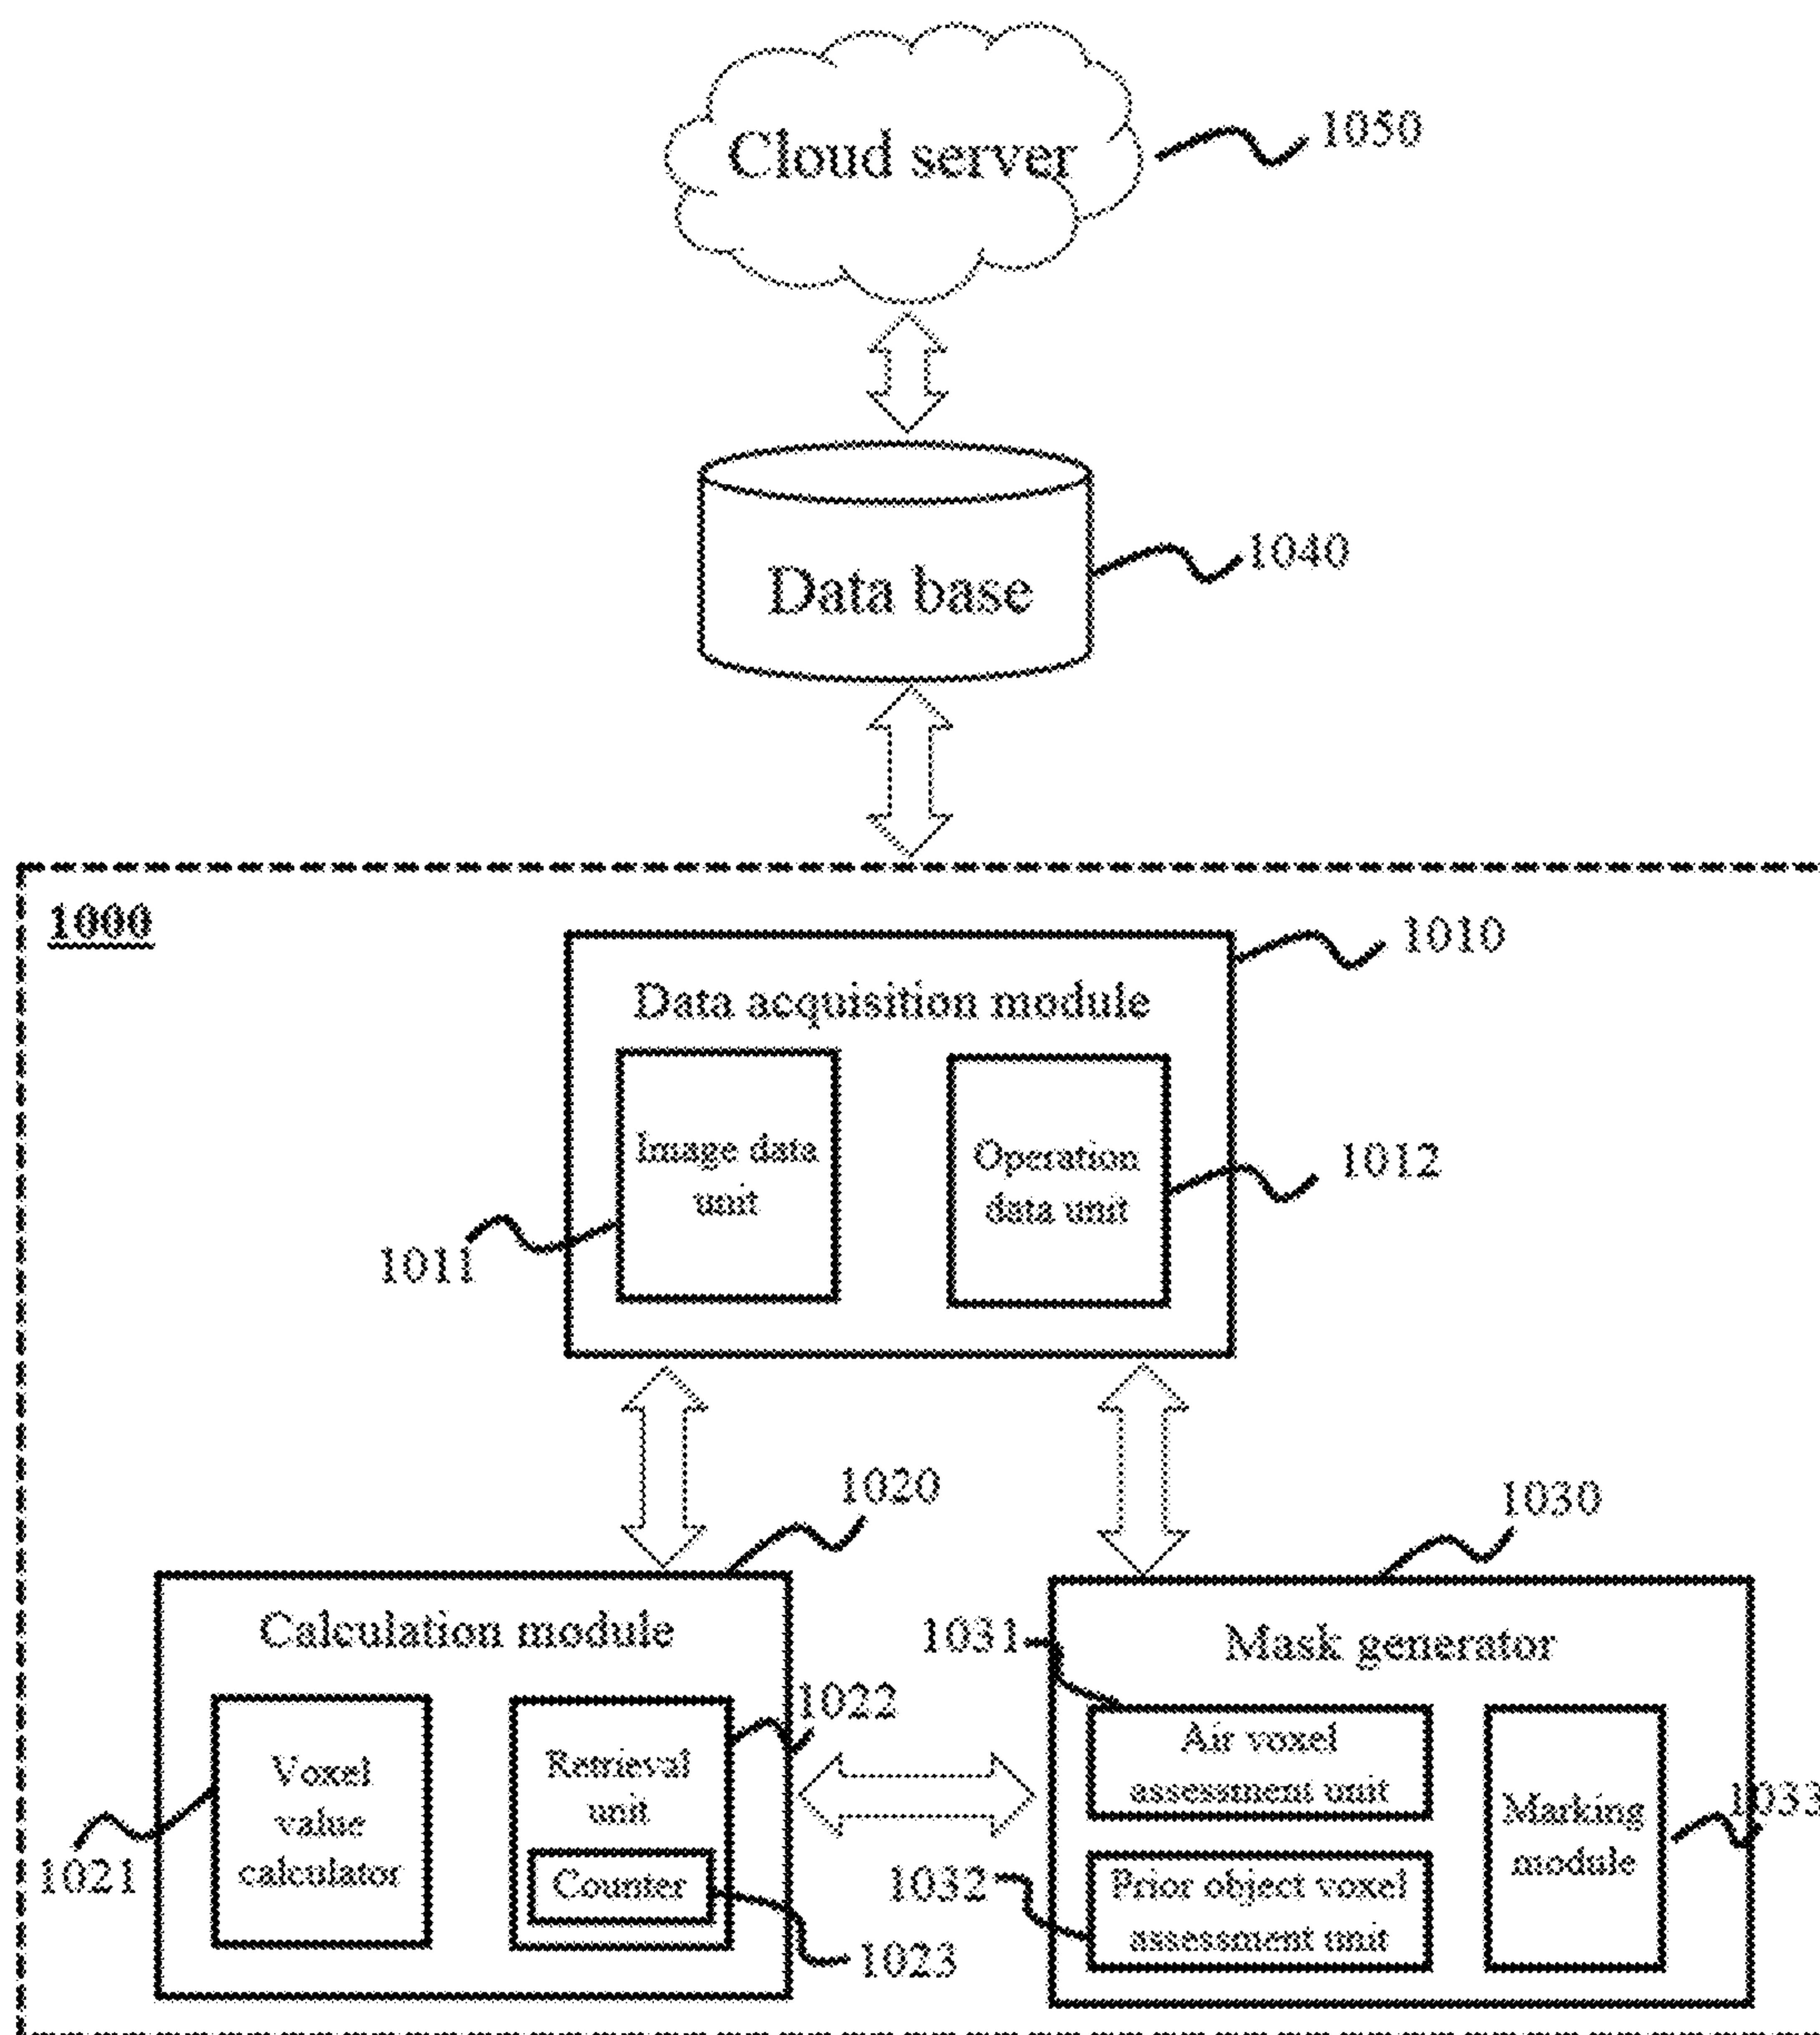 Cloud server
1050
Data base
1040
1000
1010
Data acquisition module
Image data
unit
Operation
data unit
1012
1011
1020
1030
Calculation module
1031
Mask generator
1022
Voxel
value
calculator
Retrieval
unit
Counter
Air voxel
assessment unit
Marking
module
1033
1021
1032
Prior object voxel
assessment unit
1023